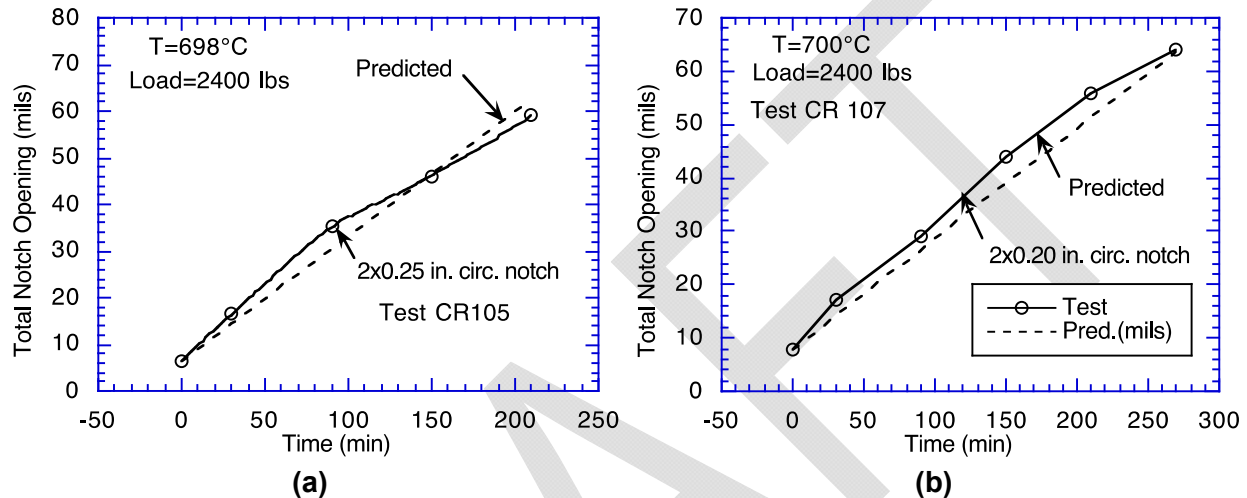 80
70
60
50
40
30
20
10
0
Total Notch Opening (mils)
T=698°C
Load=2400 lbs
Predicted
2x0.25 in. circ. notch
Test CR105
-50 0 50 100 150 200 250
Time (min)
(a)
70
60
50
40
30
20
10
0
Total Notch Opening (mils)
T=700°C
Load=2400 lbs
Test CR 107
Predicted
2x0.20 in. circ. notch
Test
Pred.(mils)
-50 0 50 100 150 200 250 300
Time (min)
(b)